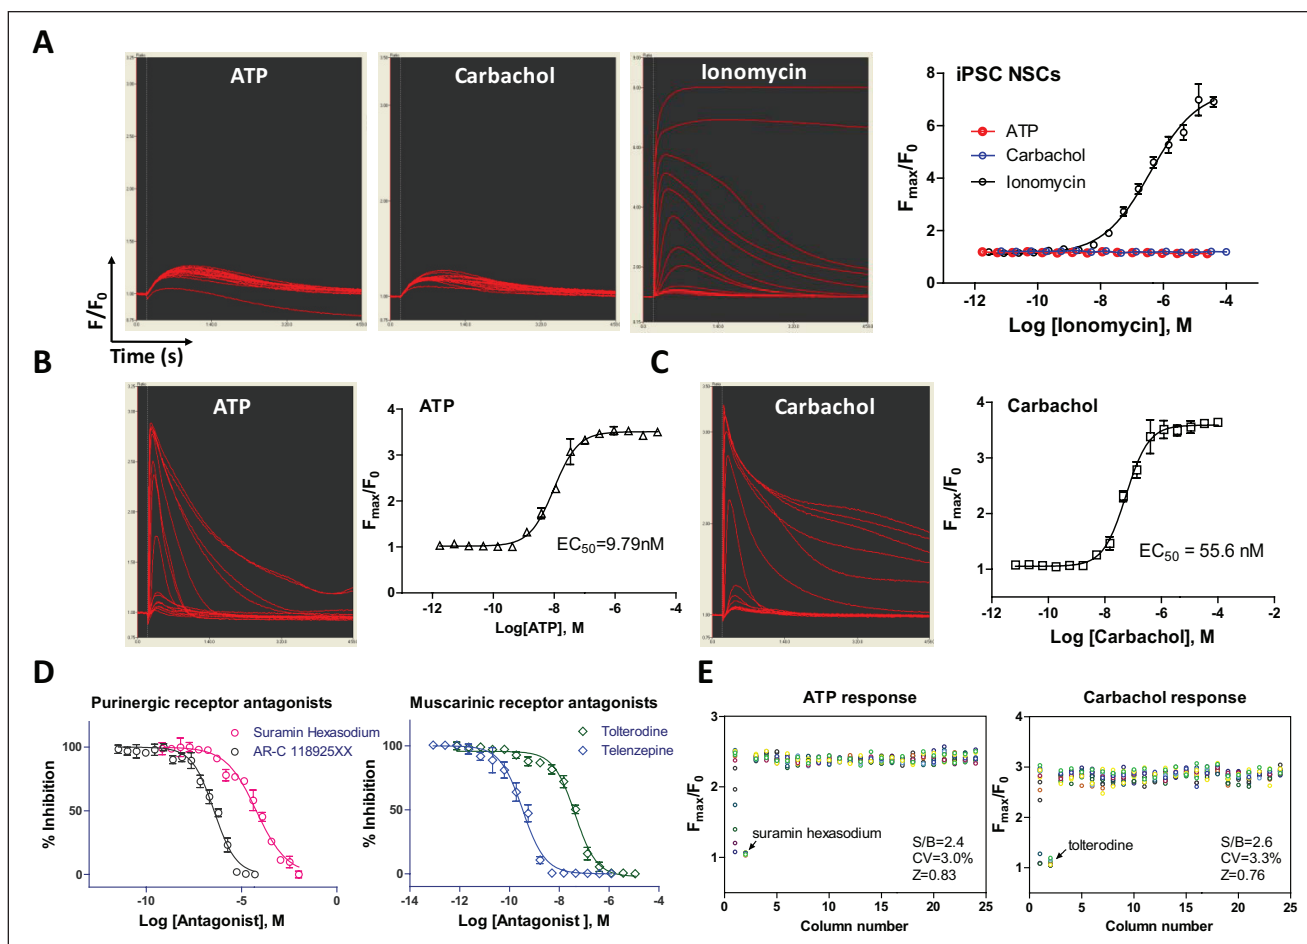 A
ATP
Carbachol
Ionomycin
iPSC NSCs
ATP
Carbachol
Ionomycin
Fmax/F0
8
6
4
2
0
-12
-10
-8
-6
-4
Log [Ionomycin], M
F/F0
Time (s)
B
ATP
ATP
Fmax/F0
4
3
2
1
0
EC50=9.79nM
-12
-10
-8
-6
-4
Log[ATP], M
C
Carbachol
Carbachol
Fmax/F0
4
3
2
1
EC50 = 55.6 nM
-12
-10
-8
-6
-4
-2
Log [Carbachol], M
D
Purinergic receptor antagonists
Suramin Hexasodium
AR-C 118925XX
% Inhibition
100
50
0
-10
-5
0
Log [Antagonist], M
Muscarinic receptor antagonists
Tolterodine
Telenzepine
% Inhibition
100
50
0
-14
-12
-10
-8
-6
-4
Log [Antagonist ], M
E
ATP response
Fmax/F0
3
2
1
suramin hexasodium
S/B=2.4
CV=3.0%
Z=0.83
0
5
10
15
20
25
Column number
Carbachol response
Fmax/F0
4
3
2
1
tolterodine
S/B=2.6
CV=3.3%
Z=0.76
0
5
10
15
20
25
Column number